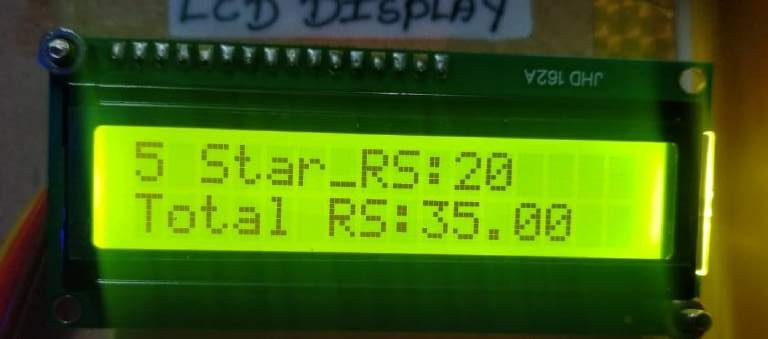 LCD DISPLAY
JHD 162A
5 Star_RS:20
Total RS:35.00